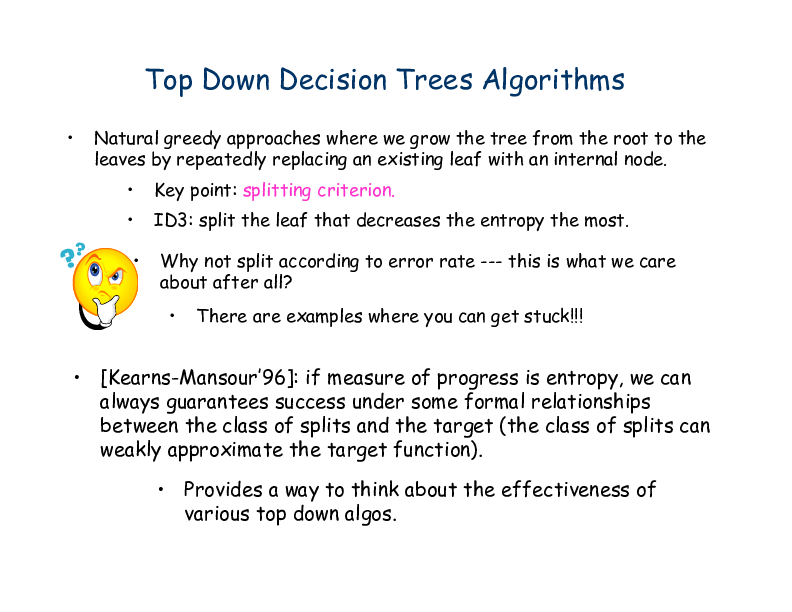 Top Down Decision Trees Algorithms
• Natural greedy approaches where we grow the tree from the root to the
leaves by repeatedly replacing an existing leaf with an internal node.
• Key point: splitting criterion.
• ID3: split the leaf that decreases the entropy the most.
??
• Why not split according to error rate --- this is what we care
about after all?
• There are examples where you can get stuck!!!
• [Kearns-Mansour'96]: if measure of progress is entropy, we can
always guarantees success under some formal relationships
between the class of splits and the target (the class of splits can
weakly approximate the target function).
• Provides a way to think about the effectiveness of
various top down algos.